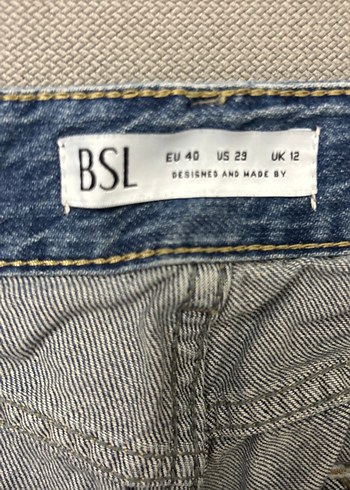 BSL EU 40 US 29 UK 12
DESIGNED AND MADE BY